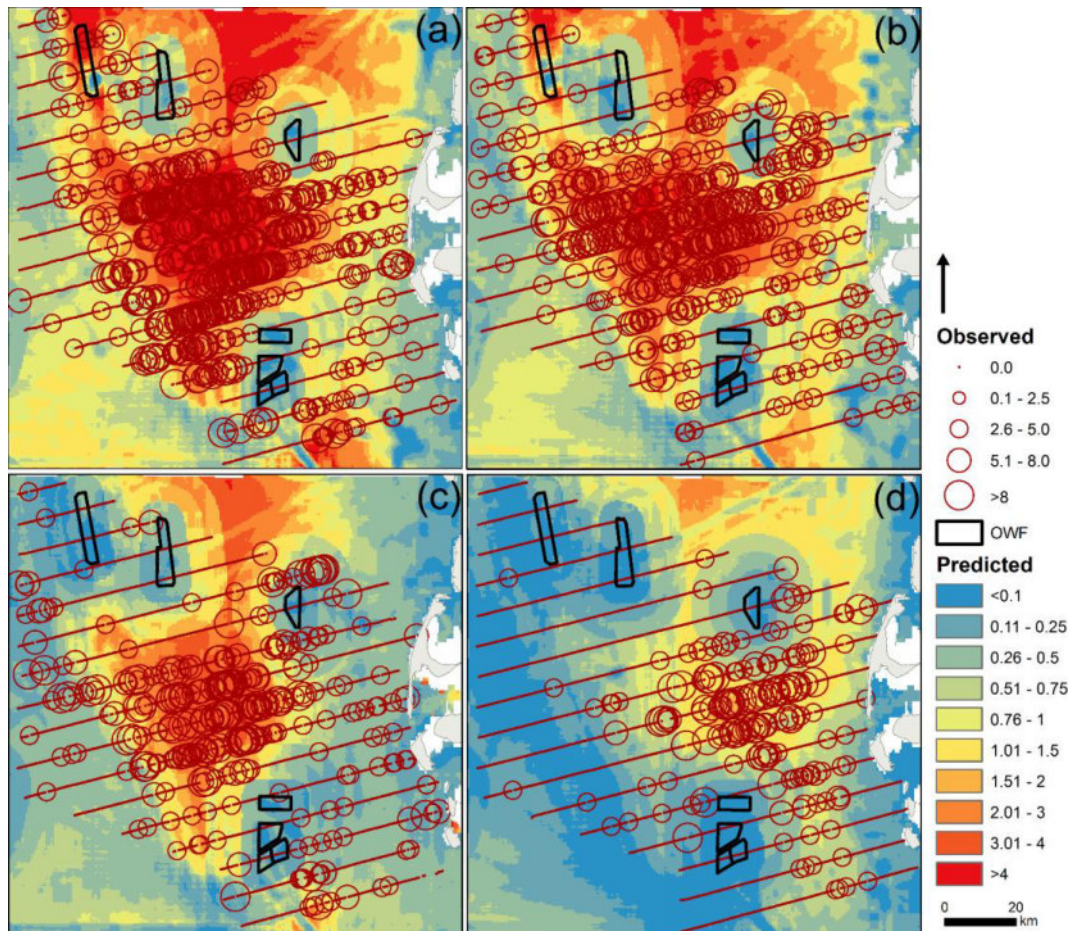 (a)
(b)
(c)
(d)
Observed
0.0
0.1 - 2.5
2.6 - 5.0
5.1 - 8.0
>8
OWF
Predicted
<0.1
0.11 - 0.25
0.26 - 0.5
0.51 - 0.75
0.76 - 1
1.01 - 1.5
1.51 - 2
2.01 - 3
3.01 - 4
>4
0 20
km